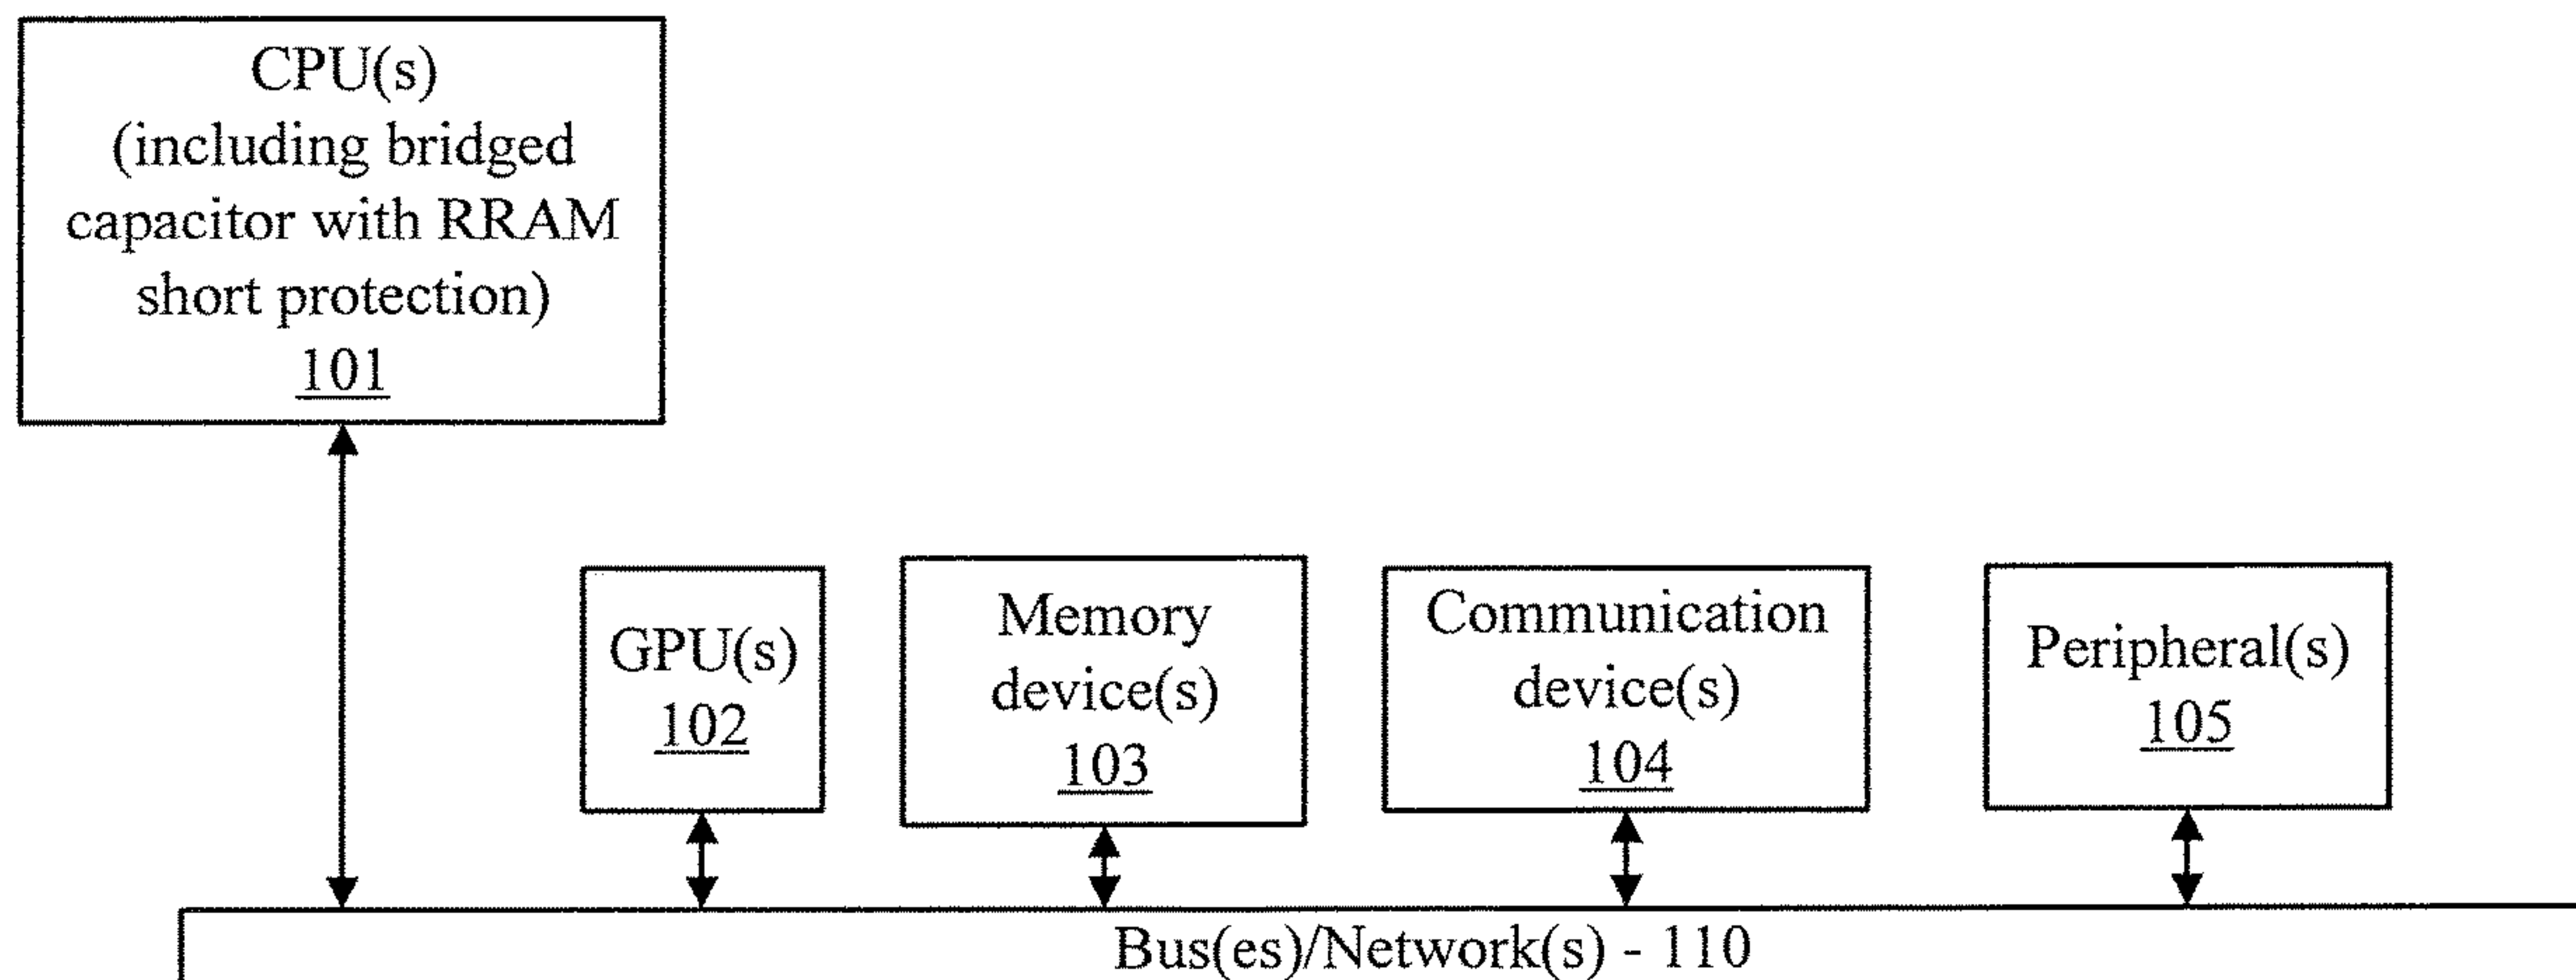 CPU(s)
(including bridged
capacitor with RRAM
short protection)
101
GPU(s)
102
Memory
device(s)
103
Communication
device(s)
104
Peripheral(s)
105
Bus(es)/Network(s) - 110